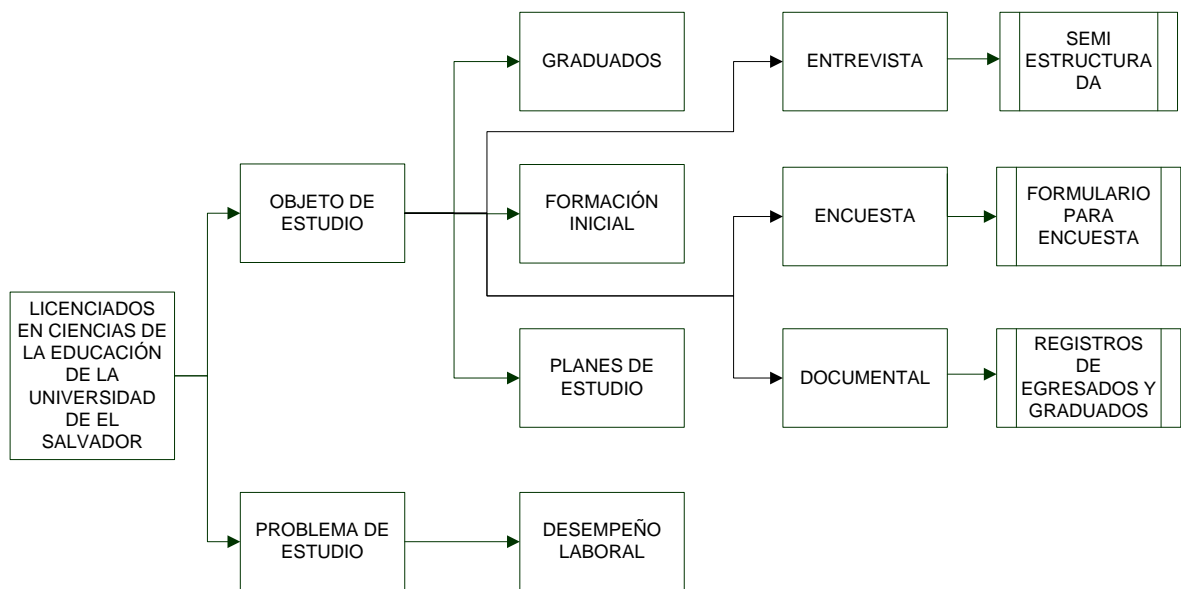 GRADUADOS
ENTREVISTA
SEMI
ESTRUCTURA
DA
OBJETO DE
ESTUDIO
FORMACIÓN
INICIAL
ENCUESTA
FORMULARIO
PARA
ENCUESTA
LICENCIADOS
EN CIENCIAS DE
LA EDUCACIÓN
DE LA
UNIVERSIDAD
DE EL
SALVADOR
PLANES DE
ESTUDIO
DOCUMENTAL
REGISTROS
DE
EGRESADOS Y
GRADUADOS
PROBLEMA DE
ESTUDIO
DESEMPEÑO
LABORAL